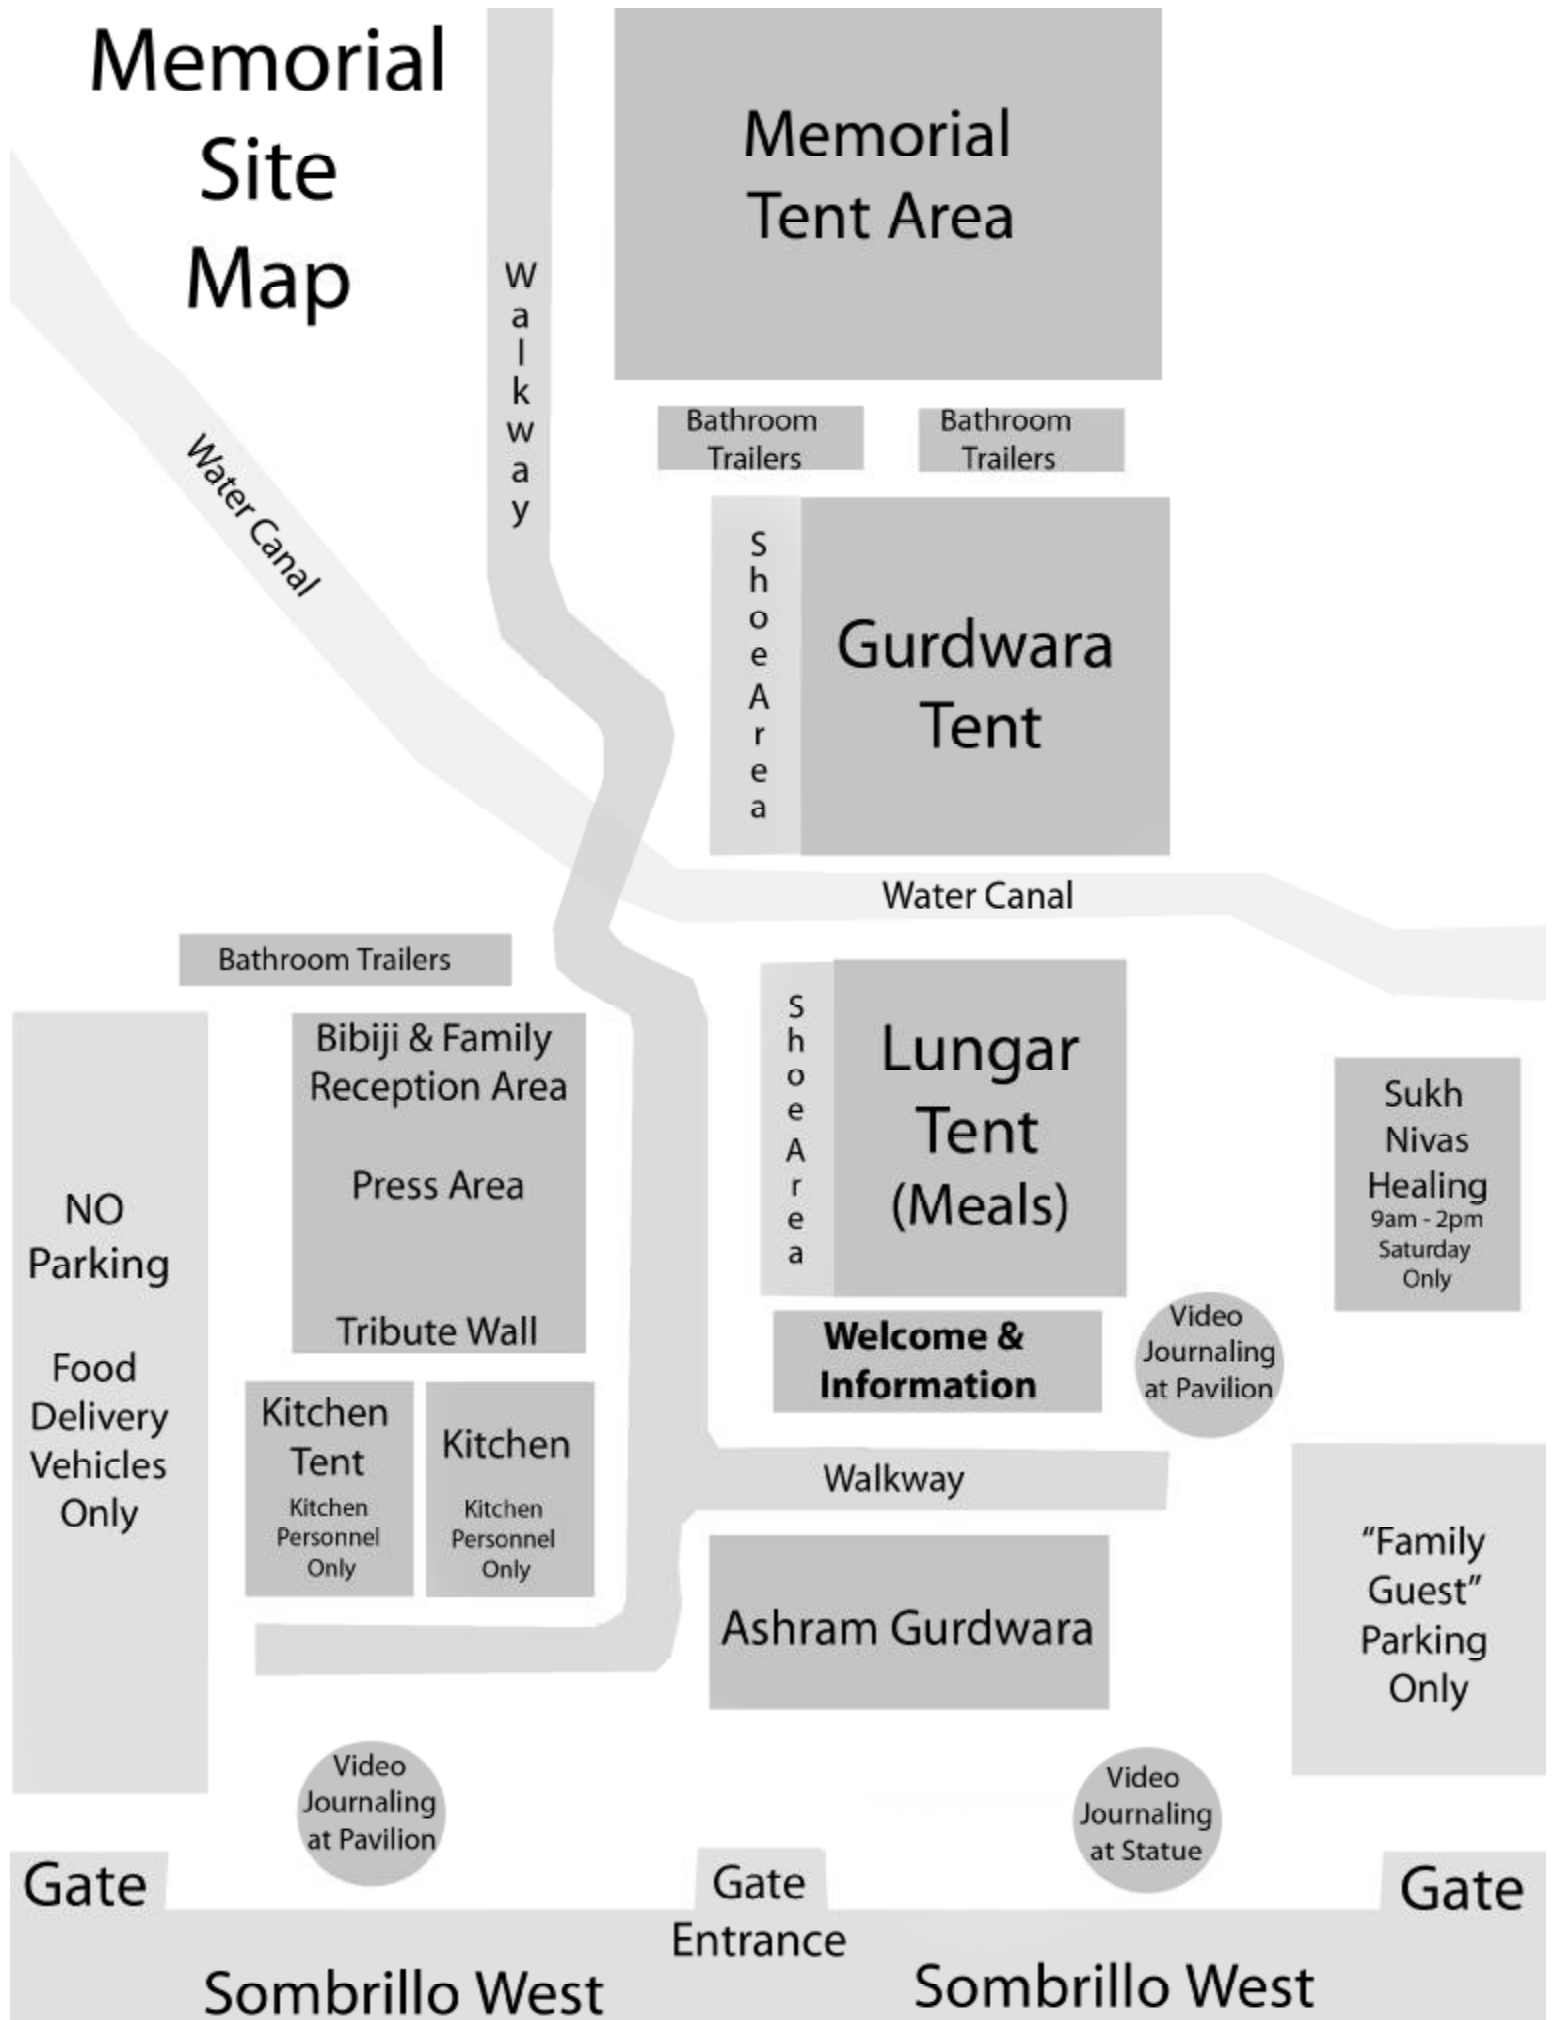 Memorial
Site
Map
Walkway
Memorial
Tent Area
Bathroom
Trailers
Bathroom
Trailers
Water Canal
Shoe Area
Gurdwara
Tent
Water Canal
Bathroom Trailers
Bibiji & Family
Reception Area
Press Area
Tribute Wall
Shoe Area
Lungar
Tent
(Meals)
Sukh
Nivas
Healing
9am - 2pm
Saturday
Only
NO
Parking
Food
Delivery
Vehicles
Only
Welcome &
Information
Video
Journaling
at Pavilion
Kitchen
Tent
Kitchen
Personnel
Only
Kitchen
Kitchen
Personnel
Only
Walkway
"Family
Guest"
Parking
Only
Ashram Gurdwara
Video
Journaling
at Pavilion
Video
Journaling
at Statue
Gate
Gate
Entrance
Gate
Sombrillo West
Sombrillo West